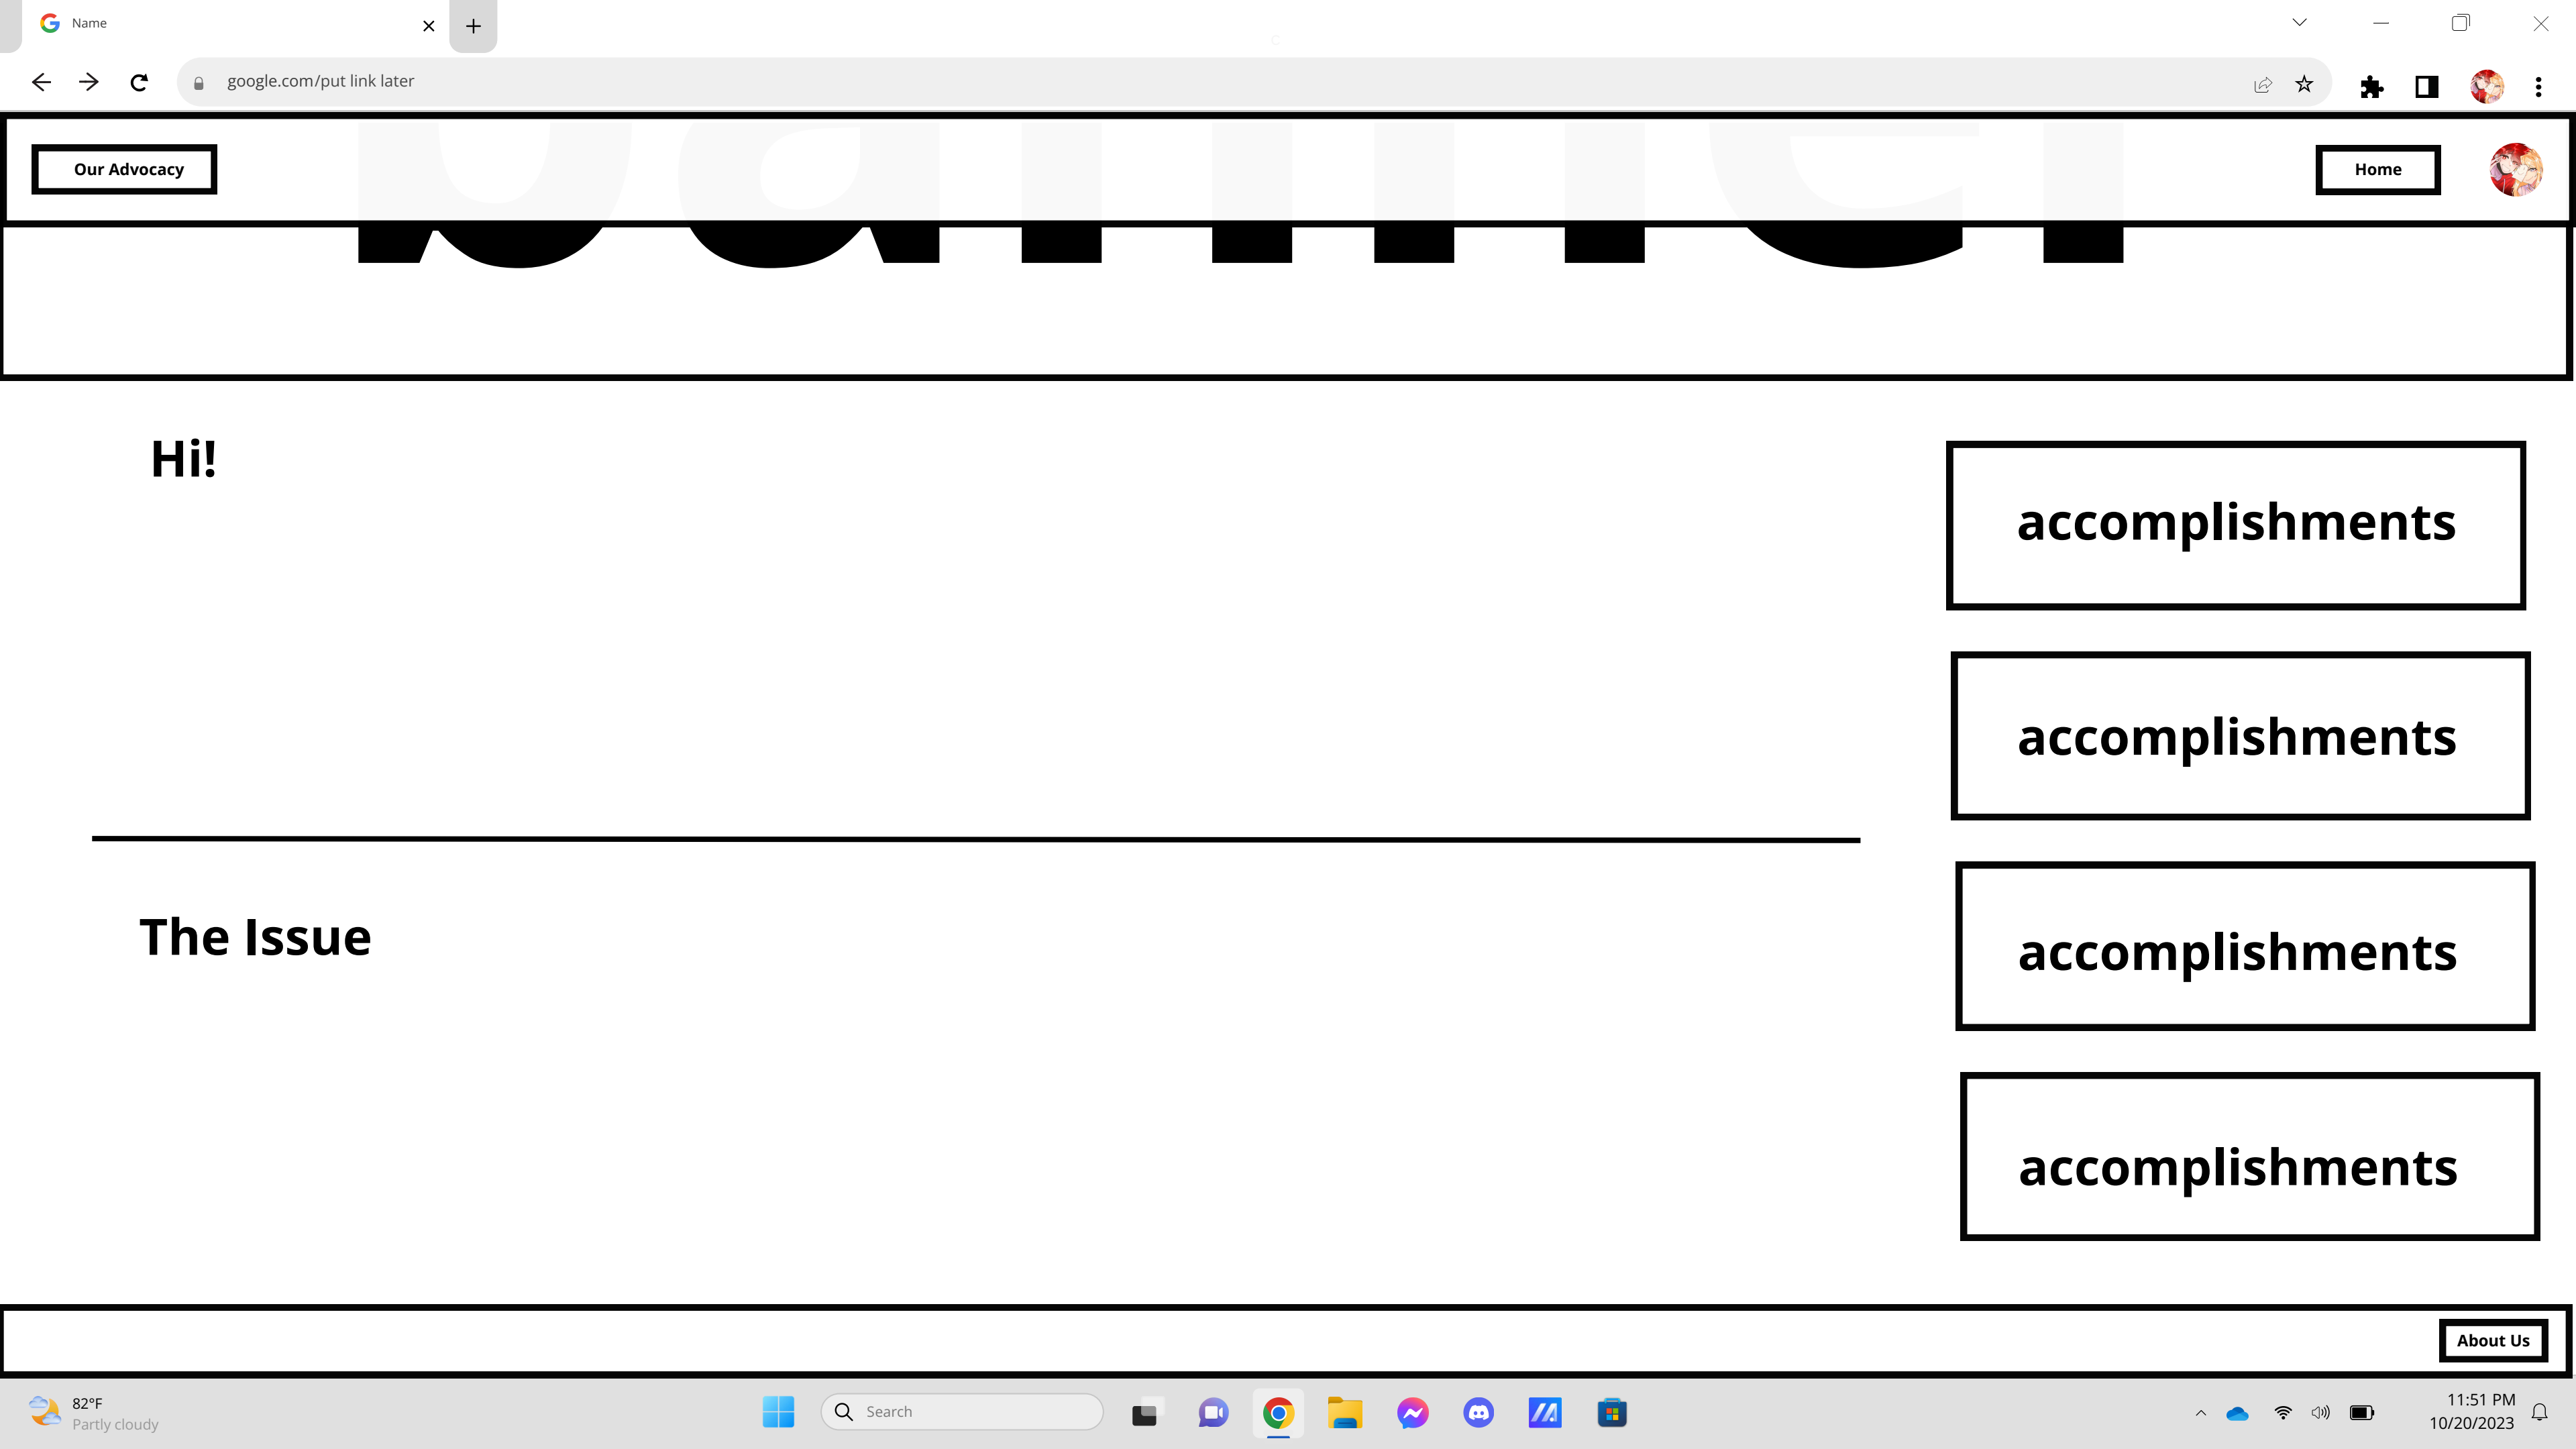 Name
google.com/put link later
Our Advocacy
Home
banner
Hi!
accomplishments
accomplishments
The Issue
accomplishments
accomplishments
About Us
82°F
Partly cloudy
Search
11:51 PM
10/20/2023